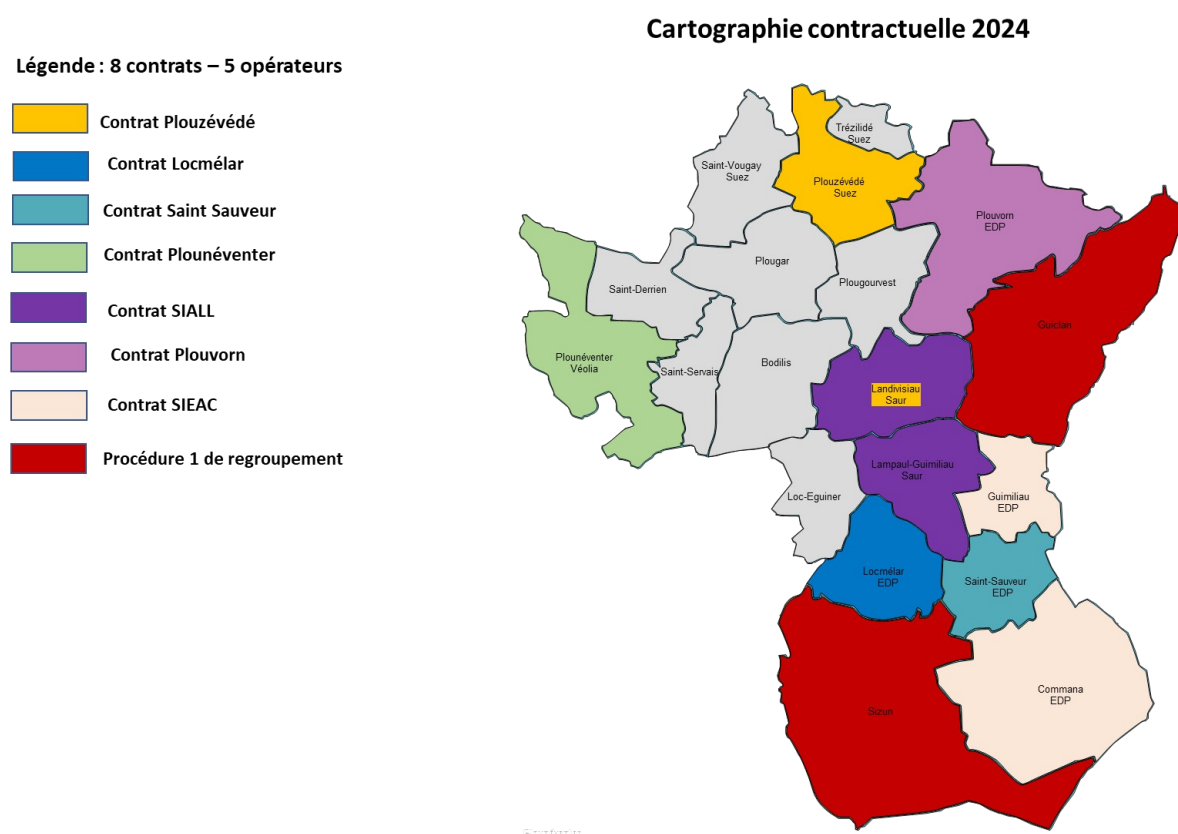 Cartographie contractuelle 2024
Légende : 8 contrats – 5 opérateurs
Contrat Plouzévédé
Contrat Locmélar
Contrat Saint Sauveur
Contrat Plounéventer
Contrat SIALL
Contrat Plouvorn
Contrat SIEAC
Procédure 1 de regroupement
Trézilidé
Suez
Saint-Vougay
Suez
Plouzévédé
Suez
Plouvorn
EDP
Plougar
Plougourvest
Saint-Derrien
Guiclan
Plounéventer
Véolia
Saint-Servais
Bodilis
Landivisiau
Saur
Lampaul-Guimiliau
Saur
Loc-Eguiner
Guimiliau
EDP
Locmélar
EDP
Saint-Sauveur
EDP
Commana
EDP
Sizun